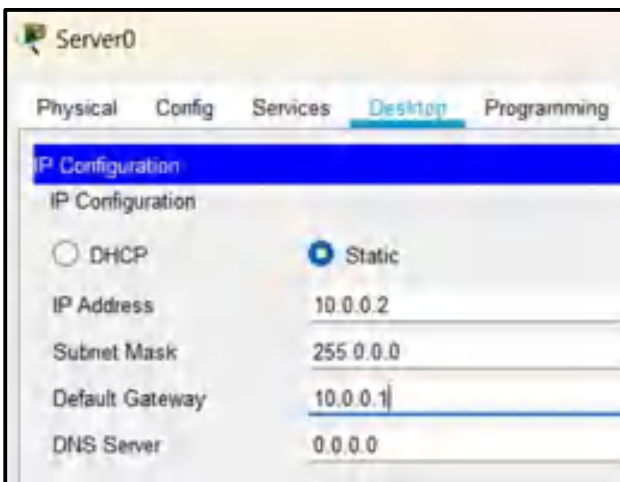 Server0
Physical Config Services Desktop Programming
IP Configuration
IP Configuration
DHCP Static
IP Address 10.0.0.2
Subnet Mask 255.0.0.0
Default Gateway 10.0.0.1
DNS Server 0.0.0.0